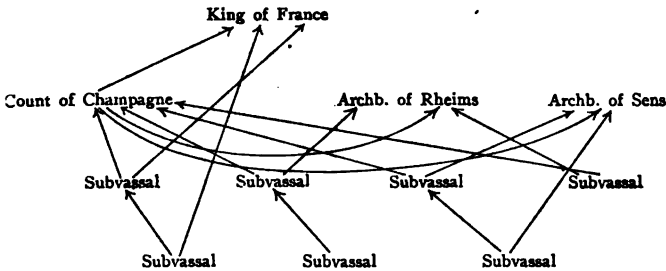 King of France
Count of Champagne Archb. of Rheims Archb. of Sens
Subvassal Subvassal Subvassal Subvassal
Subvassal Subvassal Subvassal